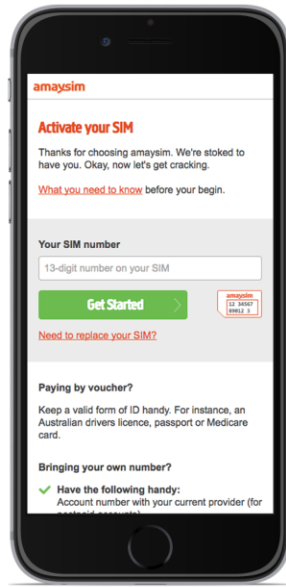 amaysim
Activate your SIM
Thanks for choosing amaysim. We're stoked to
have you. Okay, now let's get cracking.
What you need to know before your begin.
Your SIM number
13-digit number on your SIM
Get Started
amaysim
12 34567
89012 3
Need to replace your SIM?
Paying by voucher?
Keep a valid form of ID handy. For instance, an
Australian drivers licence, passport or Medicare
card.
Bringing your own number?
Have the following handy:
Account number with your current provider (for
postpaid accounts)